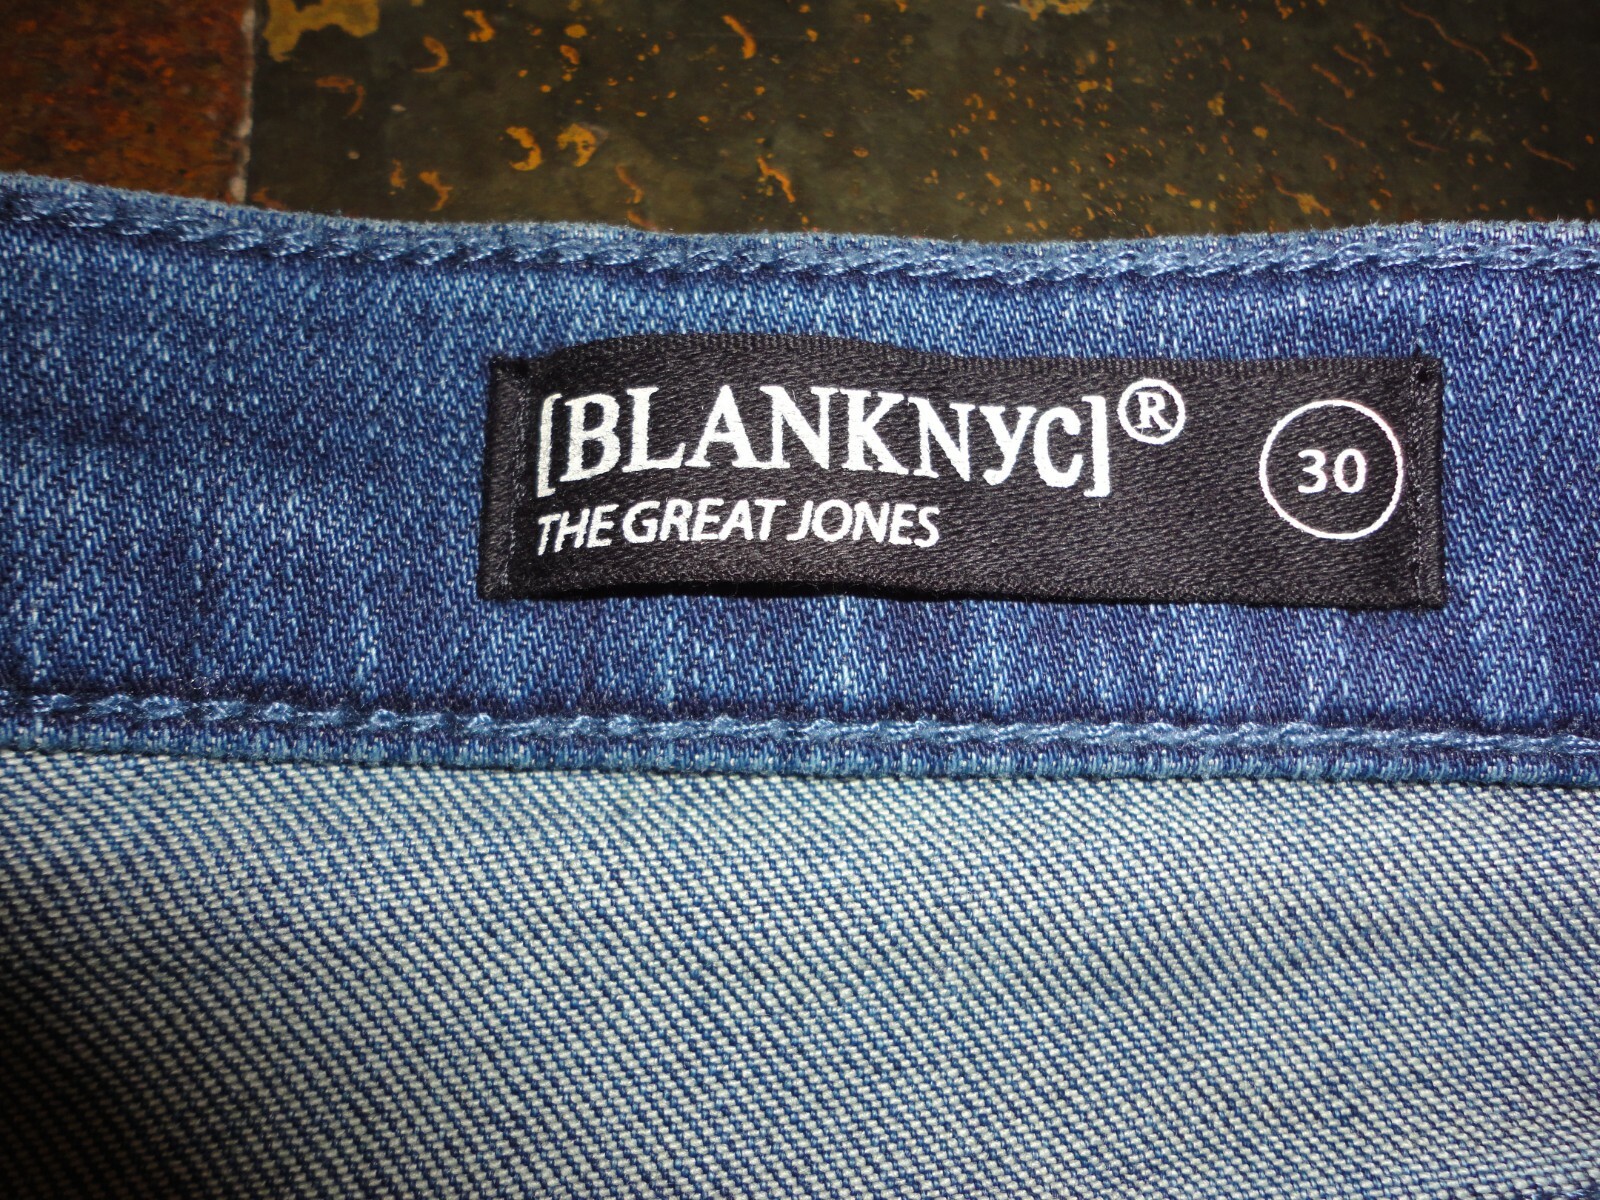 [BLANKNYC]®
THE GREAT JONES
30